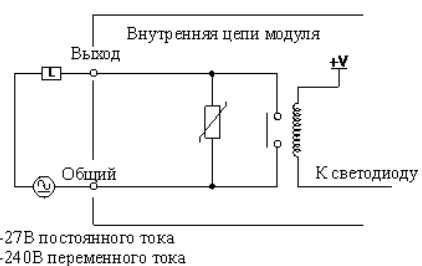 Внутренняя цепи модуля
Выход
+V
L
Общий
К светодиоду
-27В постоянного тока
-240В переменного тока